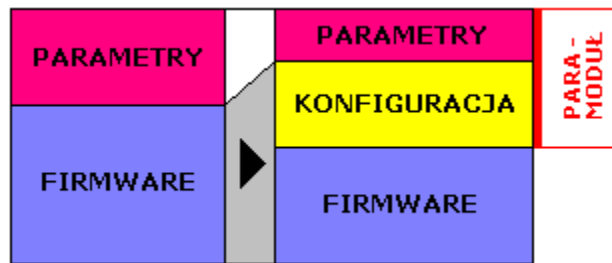 PARAMETRY
FIRMWARE
PARAMETRY
KONFIGURACJA
FIRMWARE
PARA-
MODUŁ